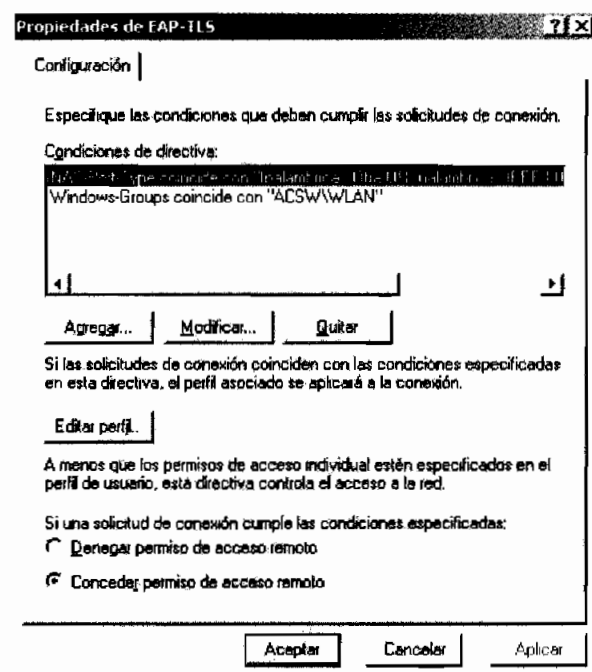 Propiedades de EAP-TLS
Configuración
Especifique las condiciones que deben cumplir las solicitudes de conexión.
Condiciones de directiva:
coincide con
Windows-Groups coincide con "ACSW\WLAN"
Agregar... Modificar... Quitar
Si las solicitudes de conexión coinciden con las condiciones especificadas
en esta directiva, el perfil asociado se aplicará a la conexión.
Editar perfil..
A menos que los permisos de acceso individual estén especificados en el
perfil de usuario, esta directiva controla el acceso a la red.
Si una solicitud de conexión cumple las condiciones especificadas:
Denegar permiso de acceso remoto
Conceder permiso de acceso remoto
Aceptar Cancelar Aplicar